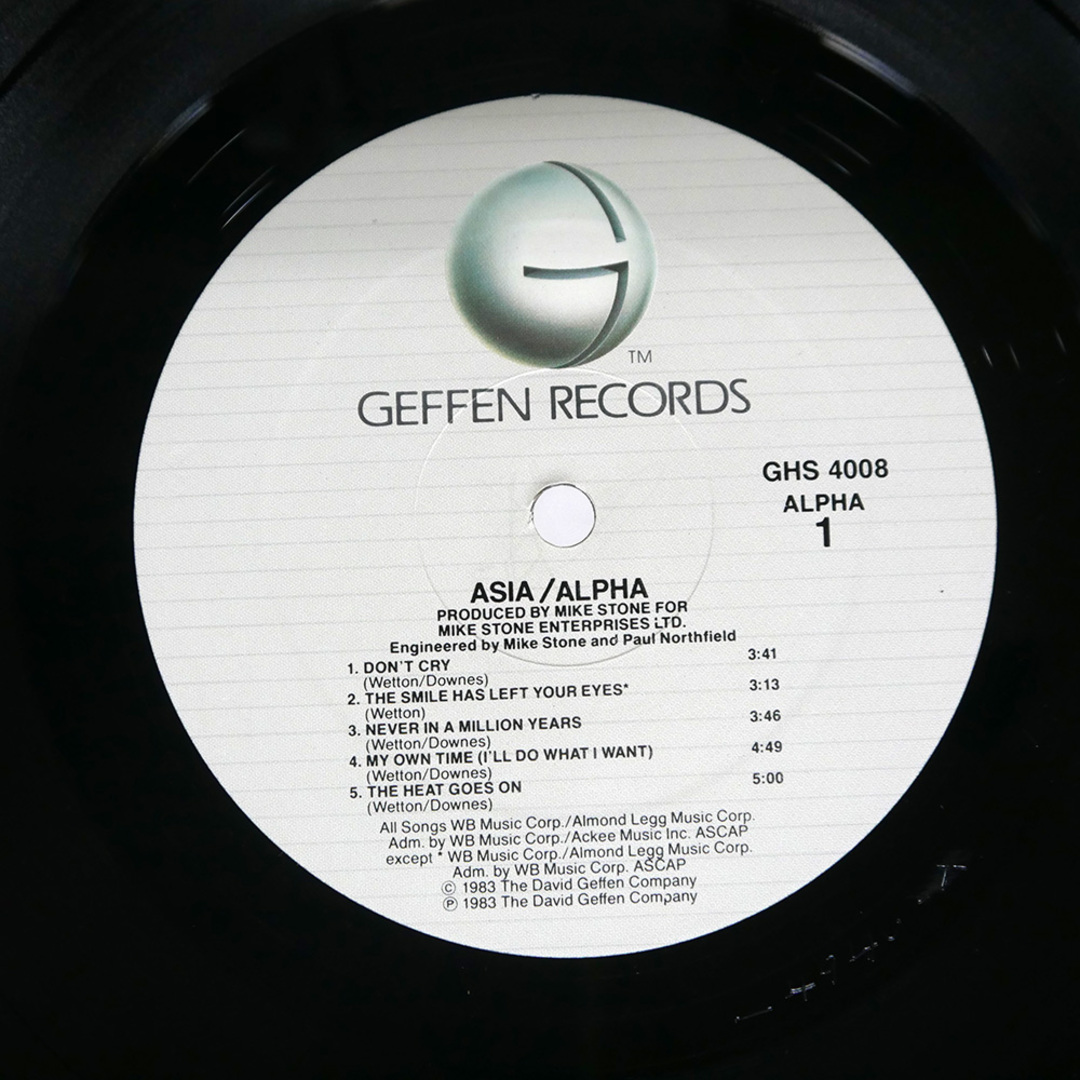 TM
GEFFEN RECORDS
GHS 4008
ALPHA
1
ASIA/ALPHA
PRODUCED BY MIKE STONE FOR
MIKE STONE ENTERPRISES LTD.
Engineered by Mike Stone and Paul Northfield
1. DON'T CRY 3:41
(Wetton/Downes)
2. THE SMILE HAS LEFT YOUR EYES* 3:13
(Wetton)
3. NEVER IN A MILLION YEARS 3:46
(Wetton/Downes)
4. MY OWN TIME (I'LL DO WHAT I WANT) 4:49
(Wetton/Downes)
5. THE HEAT GOES ON 5:00
(Wetton/Downes)
All Songs WB Music Corp./Almond Legg Music Corp.
Adm. by WB Music Corp./Ackee Music Inc. ASCAP
except * WB Music Corp./Almond Legg Music Corp.
Adm. by WB Music Corp. ASCAP
© 1983 The David Geffen Company
℗ 1983 The David Geffen Company